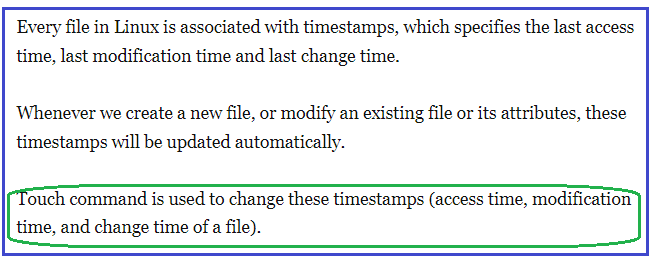 Every file in Linux is associated with timestamps, which specifies the last access
time, last modification time and last change time.
Whenever we create a new file, or modify an existing file or its attributes, these
timestamps will be updated automatically.
Touch command is used to change these timestamps (access time, modification
time, and change time of a file).